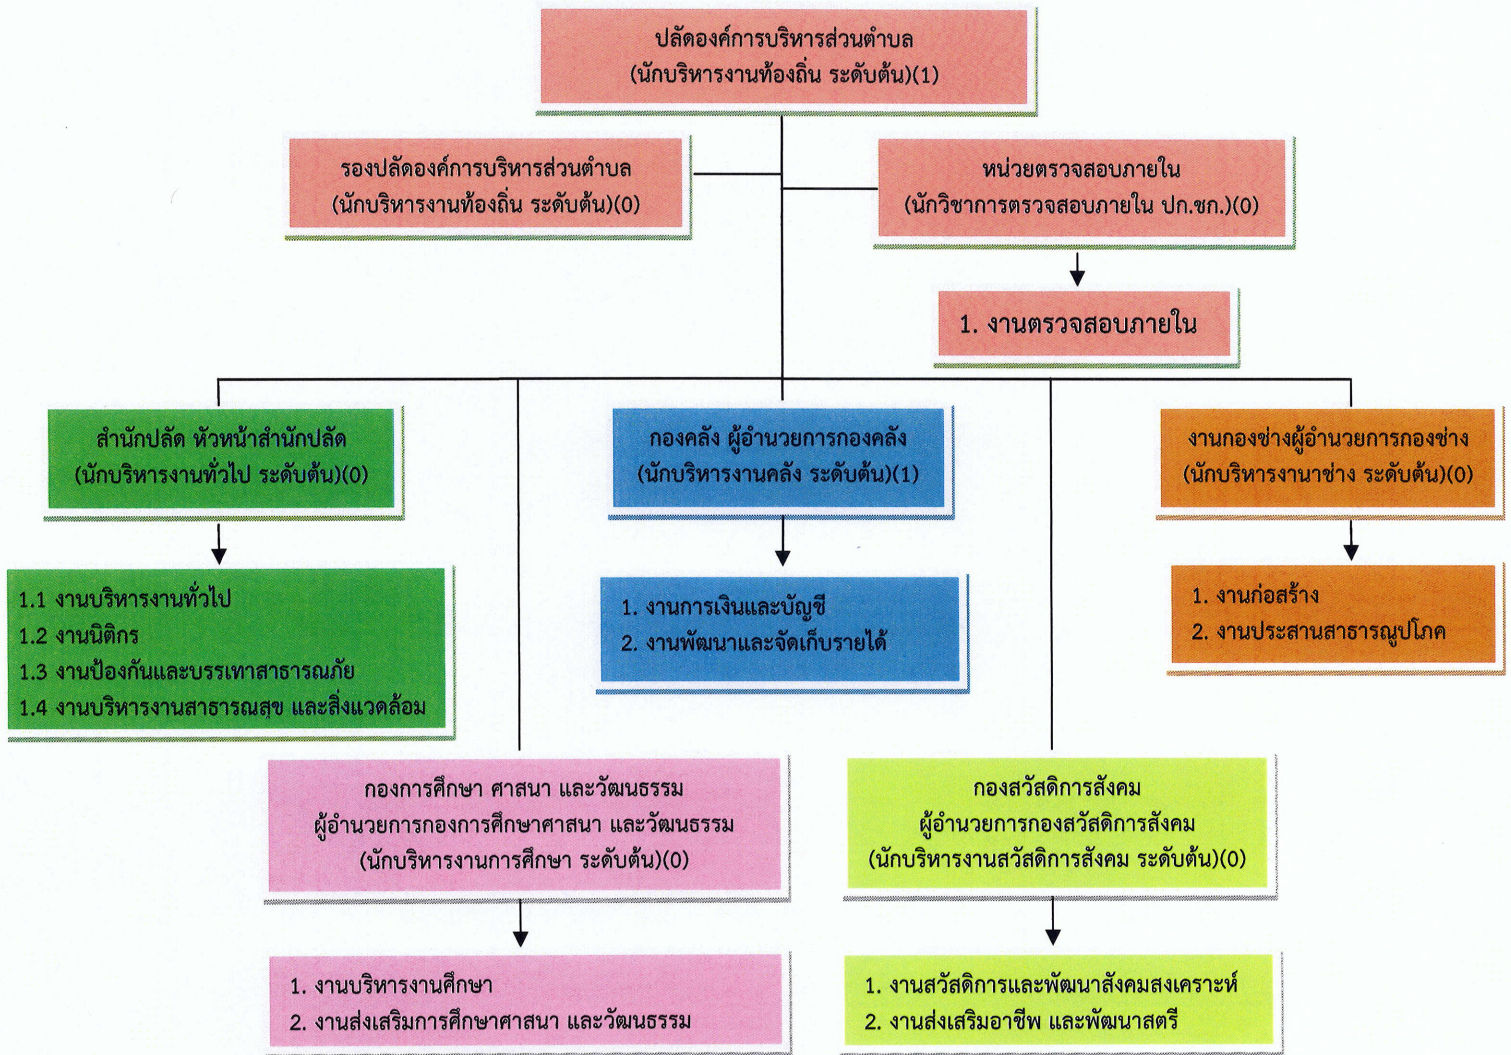 ปลัดองค์การบริหารส่วนตำบล
(นักบริหารงานท้องถิ่น ระดับต้น)(1)
รองปลัดองค์การบริหารส่วนตำบล
(นักบริหารงานท้องถิ่น ระดับต้น)(0)
หน่วยตรวจสอบภายใน
(นักวิชาการตรวจสอบภายใน ปก.ชก.)(0)
1. งานตรวจสอบภายใน
สำนักปลัด หัวหน้าสำนักปลัด
(นักบริหารงานทั่วไป ระดับต้น)(0)
กองคลัง ผู้อำนวยการกองคลัง
(นักบริหารงานคลัง ระดับต้น)(1)
งานกองช่างผู้อำนวยการกองช่าง
(นักบริหารงานาช่าง ระดับต้น)(0)
1.1 งานบริหารงานทั่วไป
1.2 งานนิติกร
1.3 งานป้องกันและบรรเทาสาธารณภัย
1.4 งานบริหารงานสาธารณสุข และสิ่งแวดล้อม
1. งานการเงินและบัญชี
2. งานพัฒนาและจัดเก็บรายได้
1. งานก่อสร้าง
2. งานประสานสาธารณูปโภค
กองการศึกษา ศาสนา และวัฒนธรรม
ผู้อำนวยการกองการศึกษาศาสนา และวัฒนธรรม
(นักบริหารงานการศึกษา ระดับต้น)(0)
กองสวัสดิการสังคม
ผู้อำนวยการกองสวัสดิการสังคม
(นักบริหารงานสวัสดิการสังคม ระดับต้น)(0)
1. งานบริหารงานศึกษา
2. งานส่งเสริมการศึกษาศาสนา และวัฒนธรรม
1. งานสวัสดิการและพัฒนาสังคมสงเคราะห์
2. งานส่งเสริมอาชีพ และพัฒนาสตรี